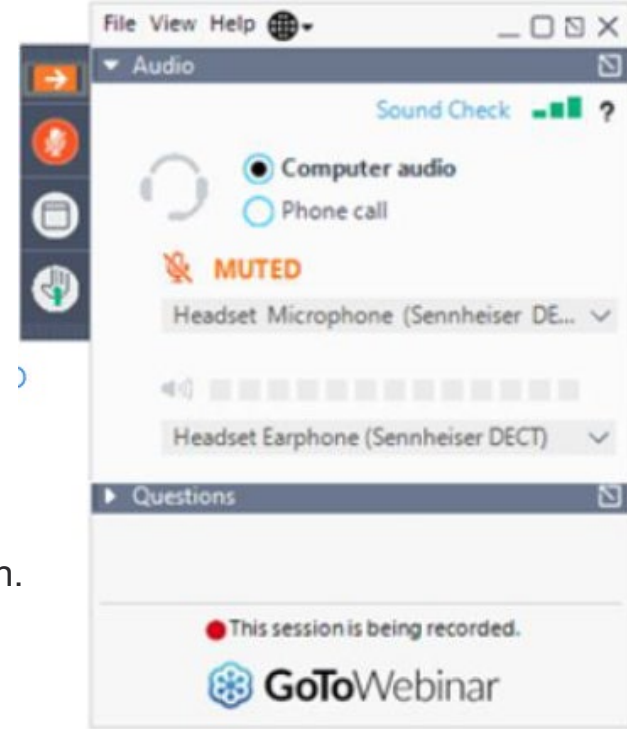 File View Help
Audio
Sound Check ?
Computer audio
Phone call
MUTED
Headset Microphone (Sennheiser DE...
Headset Earphone (Sennheiser DECT)
Questions
n.
This session is being recorded.
GoToWebinar